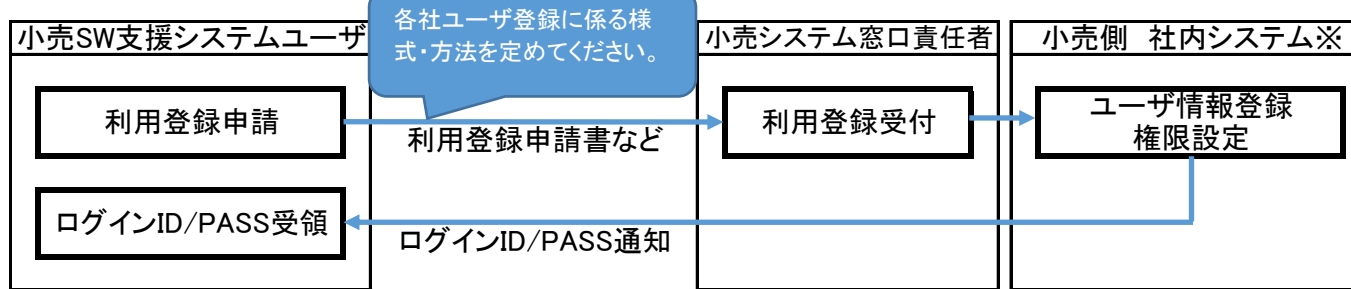 小売SW支援システムユーザ
各社ユーザ登録に係る様
式・方法を定めてください。
小売システム窓口責任者
小売側　社内システム※
利用登録申請
利用登録申請書など
利用登録受付
ユーザ情報登録
権限設定
ログインID/PASS受領
ログインID/PASS通知